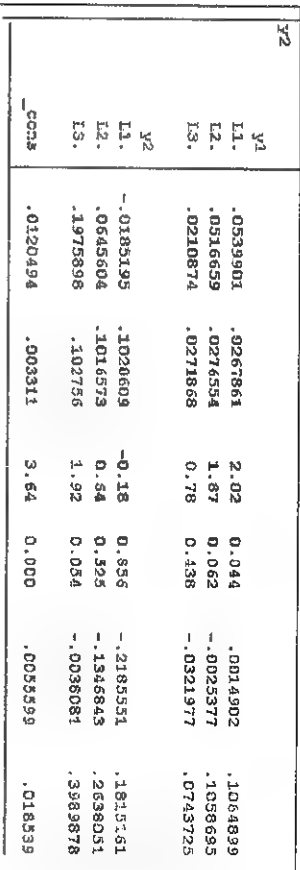 y2
y1
L1. .0539901 .0267861 2.02 0.044 .0014902 .1064899
L2. .0516659 .0276554 1.87 0.062 -.0025377 .1058695
L3. .0210874 .0271868 0.78 0.438 -.0321977 .0743725
y2
L1. -.0185195 .1020609 -0.18 0.856 -.2185551 .1815161
L2. .0645604 .1016573 0.64 0.525 -.1346843 .2638051
L3. .1975898 .102756 1.92 0.054 -.0038081 .3989878
_cons .0120494 .003311 3.64 0.000 .0055599 .018539